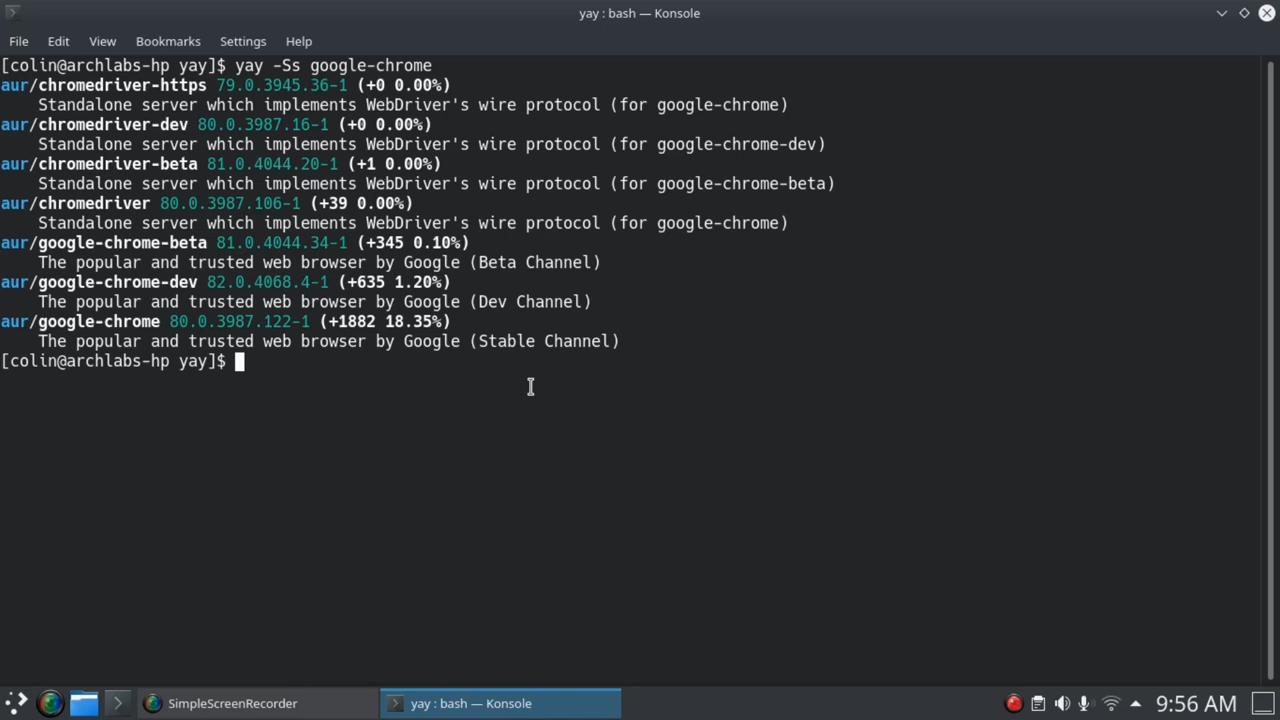 yay : bash — Konsole
File Edit View Bookmarks Settings Help
[colin@archlabs-hp yay]$ yay -Ss google-chrome
aur/chromedriver-https 79.0.3945.36-1 (+0 0.00%)
    Standalone server which implements WebDriver's wire protocol (for google-chrome)
aur/chromedriver-dev 80.0.3987.16-1 (+0 0.00%)
    Standalone server which implements WebDriver's wire protocol (for google-chrome-dev)
aur/chromedriver-beta 81.0.4044.20-1 (+1 0.00%)
    Standalone server which implements WebDriver's wire protocol (for google-chrome-beta)
aur/chromedriver 80.0.3987.106-1 (+39 0.00%)
    Standalone server which implements WebDriver's wire protocol (for google-chrome)
aur/google-chrome-beta 81.0.4044.34-1 (+345 0.10%)
    The popular and trusted web browser by Google (Beta Channel)
aur/google-chrome-dev 82.0.4068.4-1 (+635 1.20%)
    The popular and trusted web browser by Google (Dev Channel)
aur/google-chrome 80.0.3987.122-1 (+1882 18.35%)
    The popular and trusted web browser by Google (Stable Channel)
[colin@archlabs-hp yay]$
SimpleScreenRecorder yay : bash — Konsole 9:56 AM